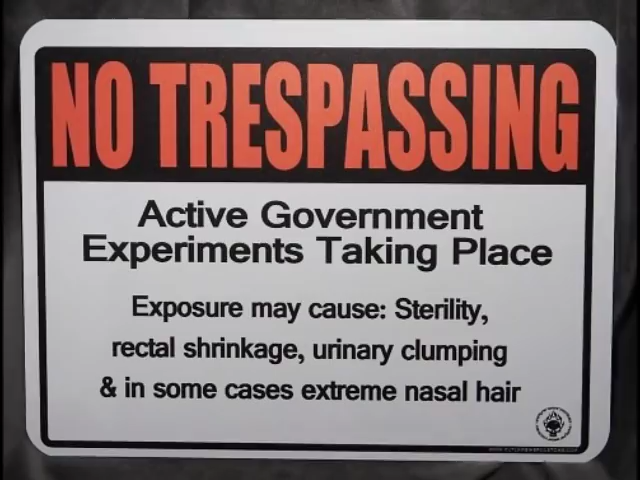 NO TRESPASSING
Active Government
Experiments Taking Place
Exposure may cause: Sterility,
rectal shrinkage, urinary clumping
& in some cases extreme nasal hair